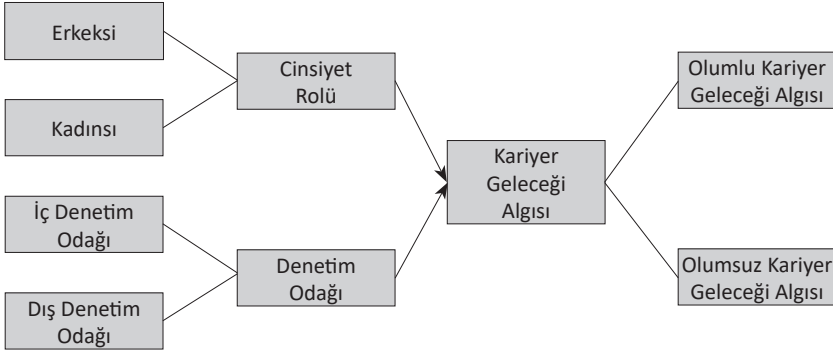 Erkeksi
Kadınsı
İç Denetim
Odağı
Dış Denetim
Odağı
Cinsiyet
Rolü
Denetim
Odağı
Kariyer
Geleceği
Algısı
Olumlu Kariyer
Geleceği Algısı
Olumsuz Kariyer
Geleceği Algısı